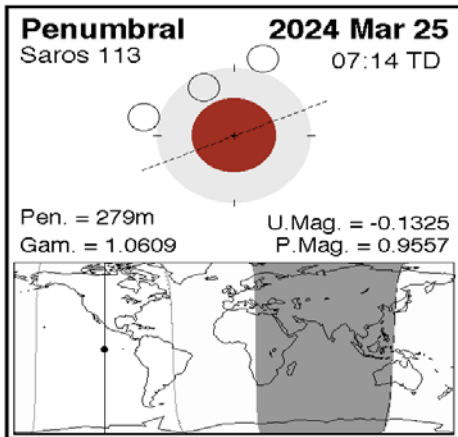 Penumbral 2024 Mar 25
Saros 113 07:14 TD
Pen. = 279m U.Mag. = -0.1325
Gam. = 1.0609 P.Mag. = 0.9557